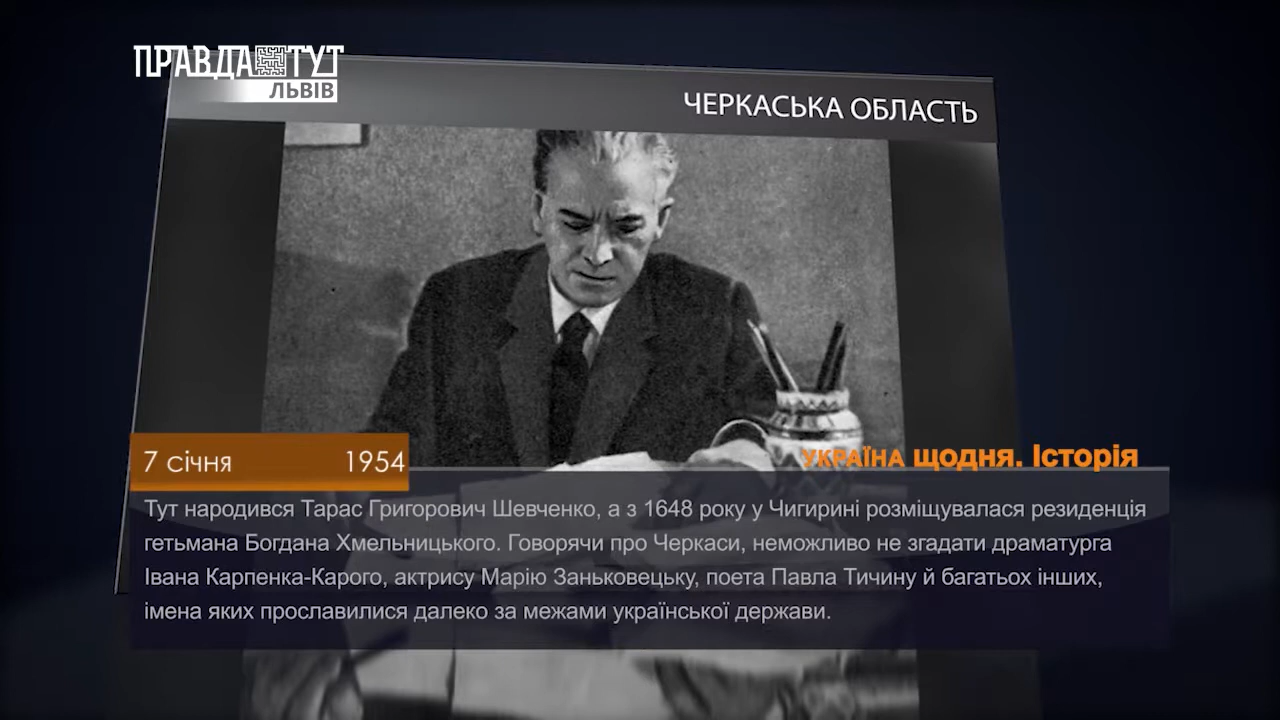 ПРАВДА ТУТ
ЛЬВІВ
ЧЕРКАСЬКА ОБЛАСТЬ
7 січня 1954
УКРАЇНА щодня. Історія
Тут народився Тарас Григорович Шевченко, а з 1648 року у Чигирині розміщувалася резиденція
гетьмана Богдана Хмельницького. Говорячи про Черкаси, неможливо не згадати драматурга
Івана Карпенка-Карого, актрису Марію Заньковецьку, поета Павла Тичину й багатьох інших,
імена яких прославилися далеко за межами української держави.